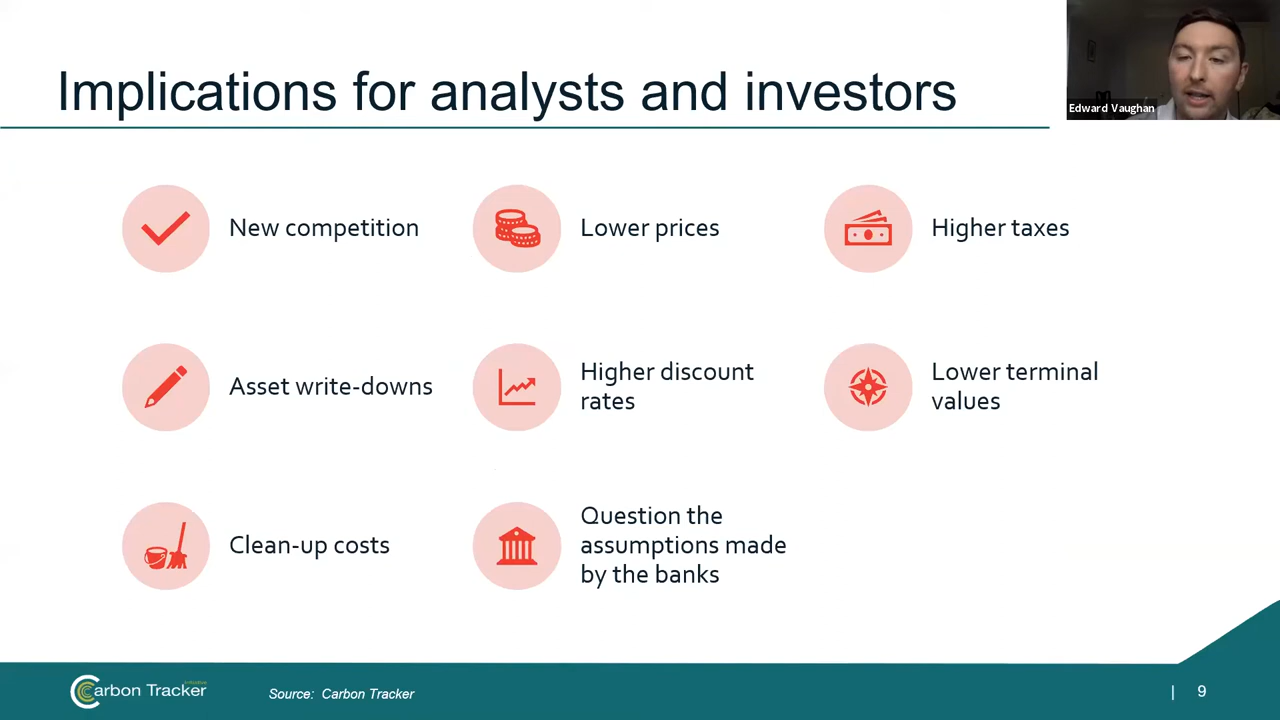 Implications for analysts and investors
Edward Vaughan
New competition
Lower prices
Higher taxes
Asset write-downs
Higher discount
rates
Lower terminal
values
Clean-up costs
Question the
assumptions made
by the banks
Carbon Tracker
Initiative
Source: Carbon Tracker
| 9